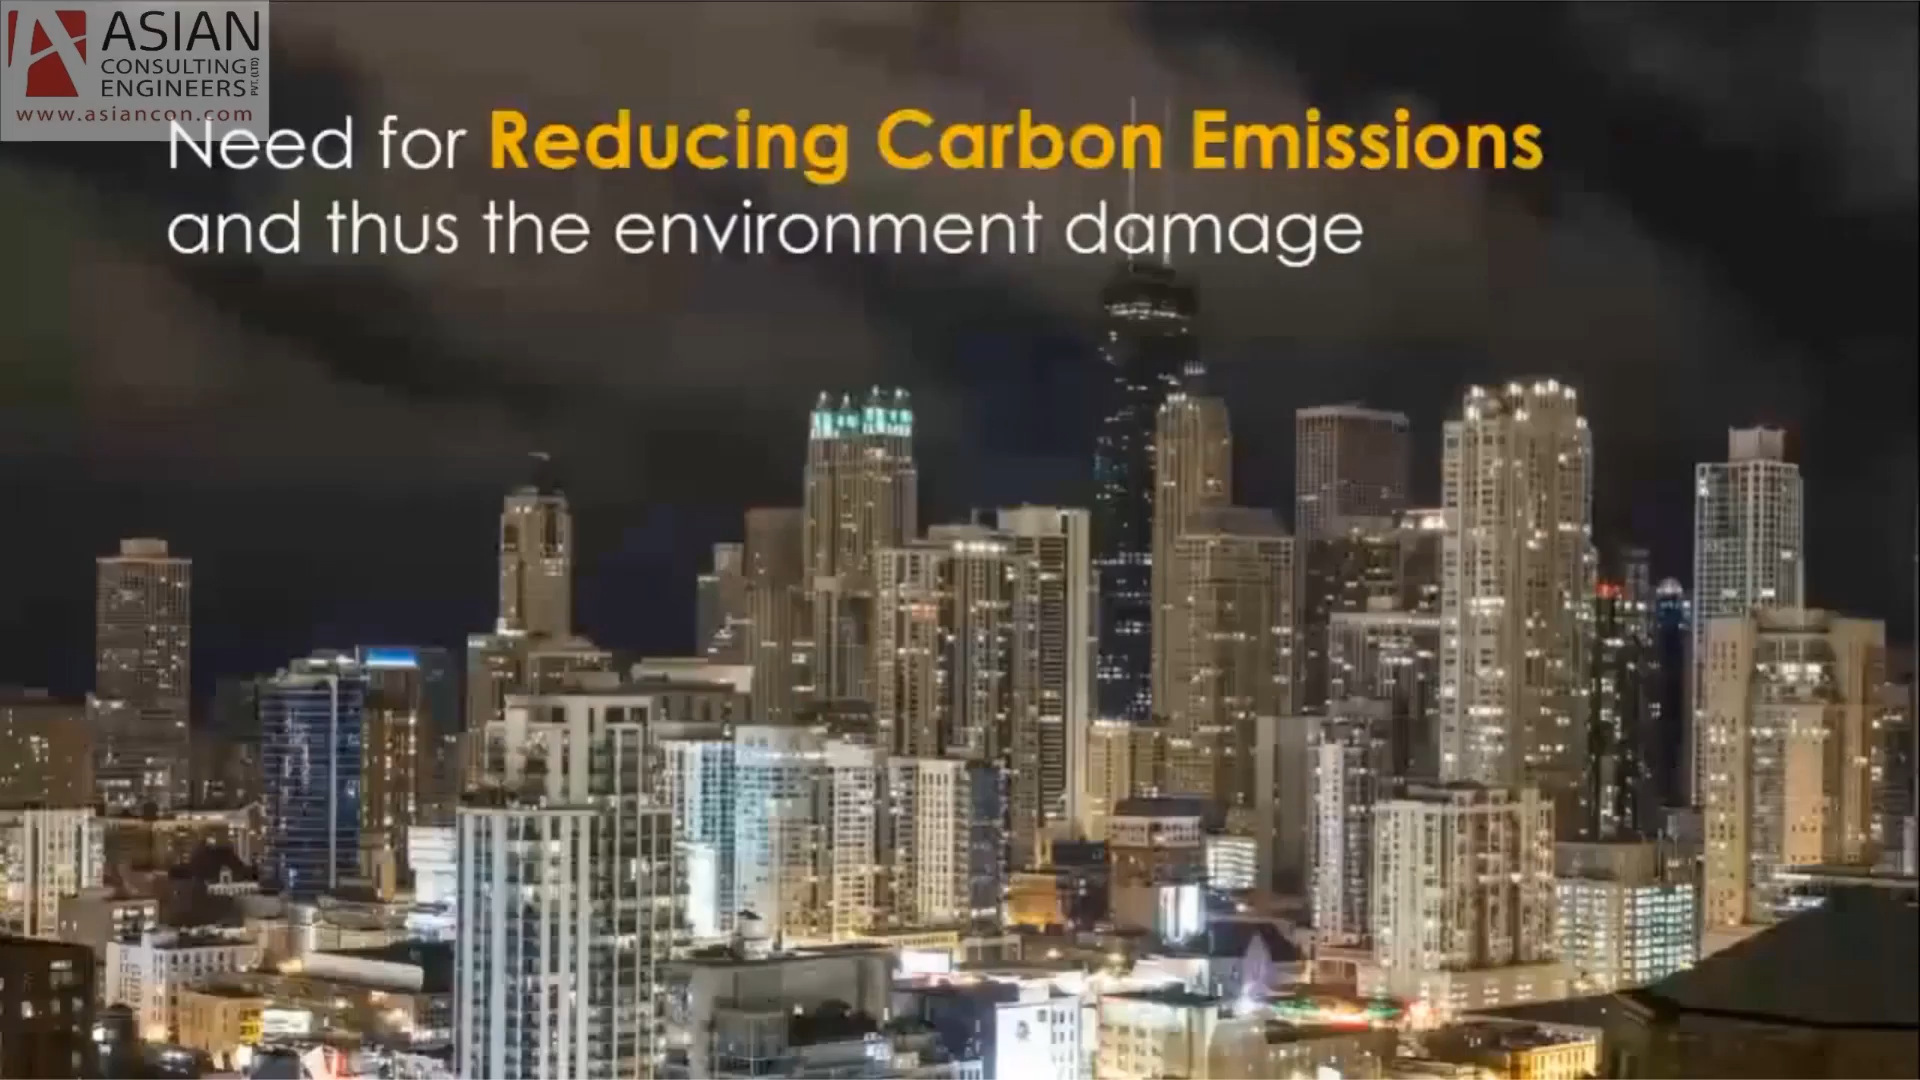 ASIAN
CONSULTING
ENGINEERS PVT. (LTD)
www.asiancon.com
Need for Reducing Carbon Emissions
and thus the environment damage